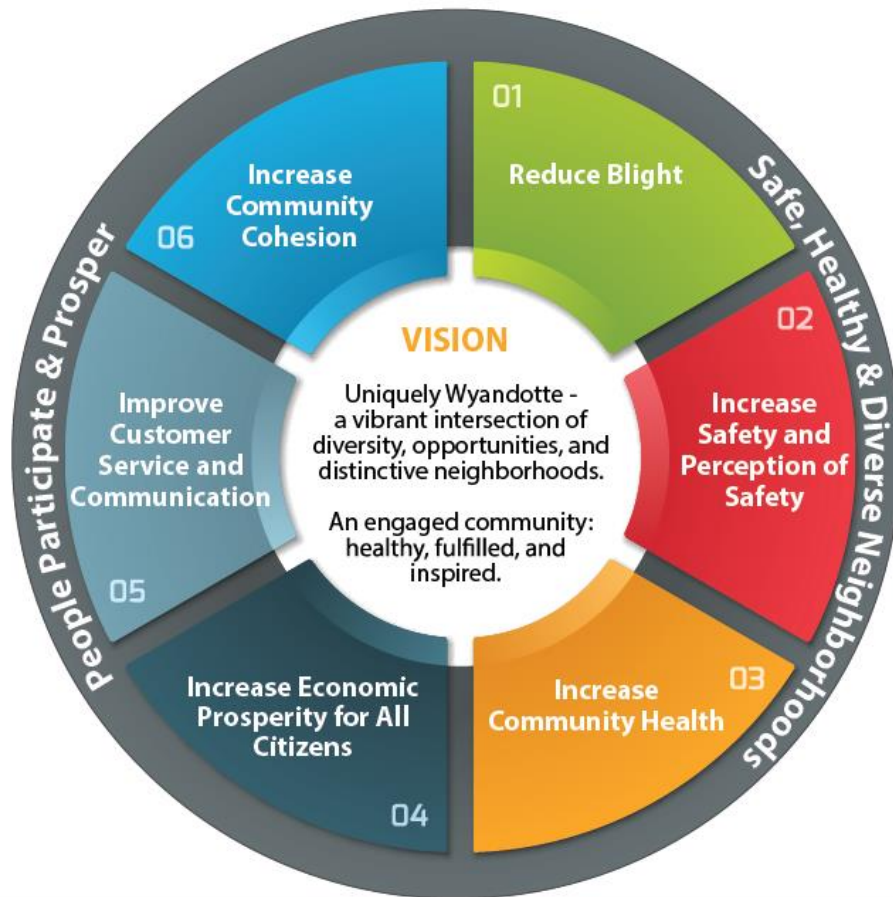 01
Reduce Blight
02
Increase
Safety and
Perception of
Safety
03
Increase
Community Health
04
Increase Economic
Prosperity for All
Citizens
05
Improve
Customer
Service and
Communication
06
Increase
Community
Cohesion
VISION
Uniquely Wyandotte -
a vibrant intersection of
diversity, opportunities, and
distinctive neighborhoods.
An engaged community:
healthy, fulfilled, and
inspired.
Safe, Healthy & Diverse Neighborhoods
People Participate & Prosper